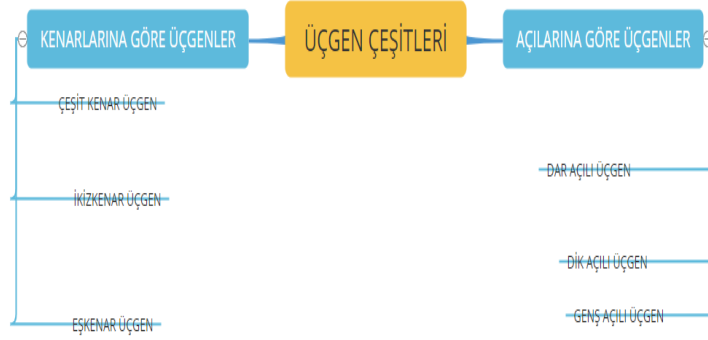 KENARLARINA GÖRE ÜÇGENLER
ÜÇGEN ÇEŞİTLERİ
AÇILARINA GÖRE ÜÇGENLER
ÇEŞİT KENAR ÜÇGEN
İKİZKENAR ÜÇGEN
EŞKENAR ÜÇGEN
DAR AÇILI ÜÇGEN
DİK AÇILI ÜÇGEN
GENŞ AÇILI ÜÇGEN